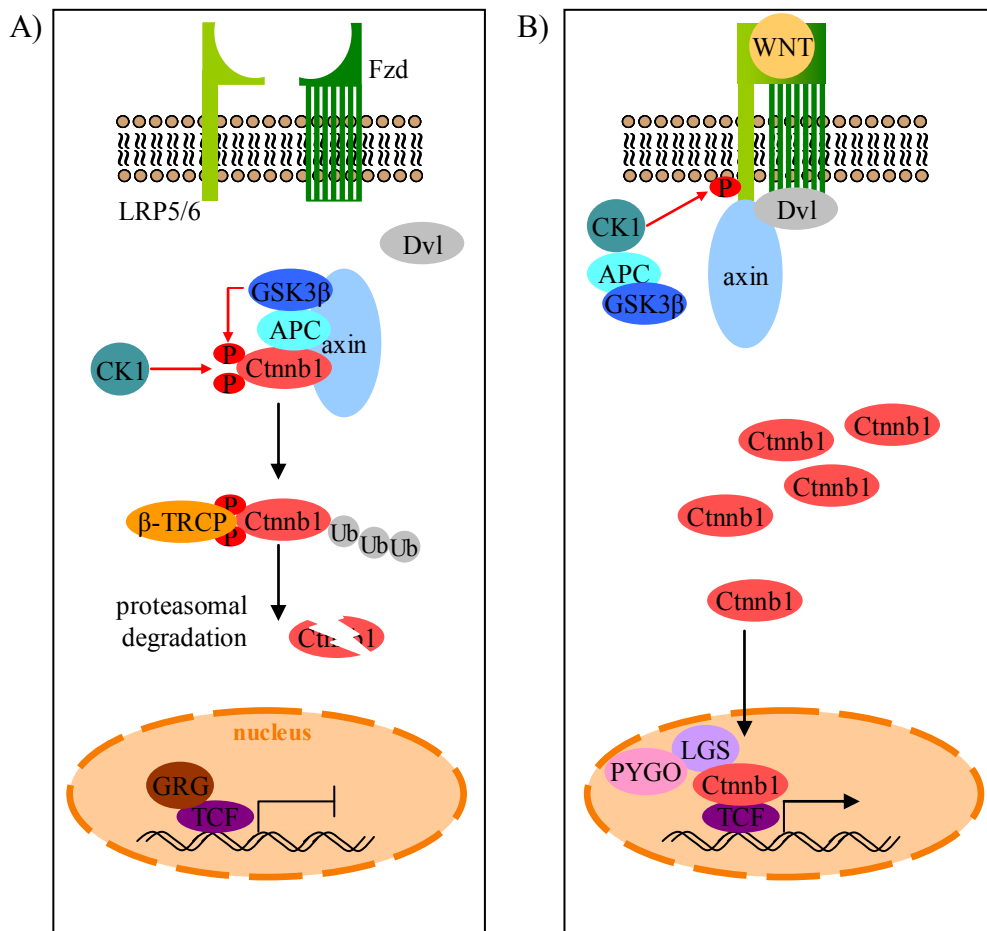 A)
Fzd
LRP5/6
Dvl
GSK3β
APC
axin
P
CK1
P
Ctnnb1
β-TRCP
P
P
Ctnnb1
Ub
Ub
Ub
proteasomal
degradation
Ctnnb1
nucleus
GRG
TCF
B)
WNT
P
Dvl
CK1
APC
GSK3β
axin
Ctnnb1
Ctnnb1
Ctnnb1
Ctnnb1
Ctnnb1
LGS
PYGO
Ctnnb1
TCF